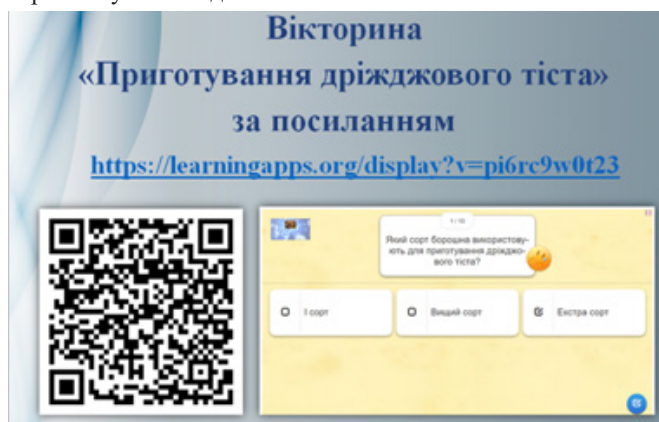 Вікторина
«Приготування дріжджового тіста»
за посиланням
https://learningapps.org/display?v=pi6rc9w0t23
1 / 10
Який сорт борошна використову-
ють для приготування дріжджо-
вого тіста?
І сорт
Вищий сорт
Екстра сорт